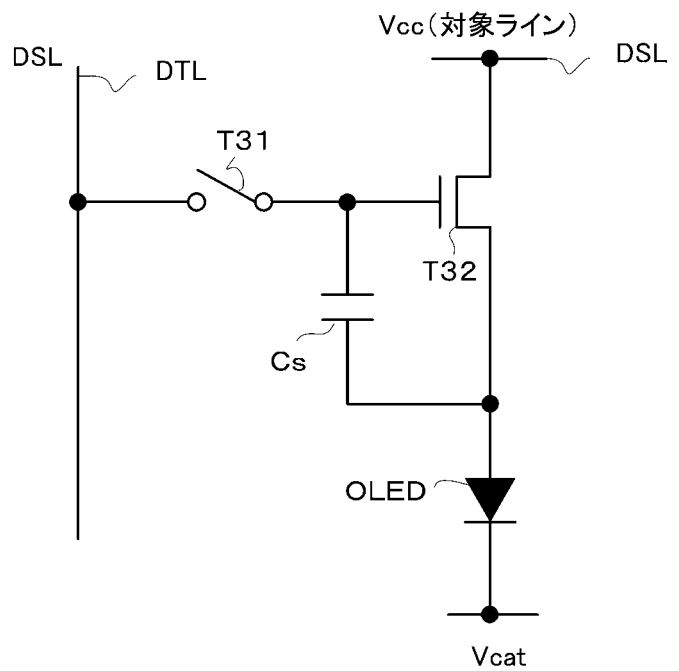 Vcc(対象ライン)
DSL
DTL
DSL
T31
T32
Cs
OLED
Vcat